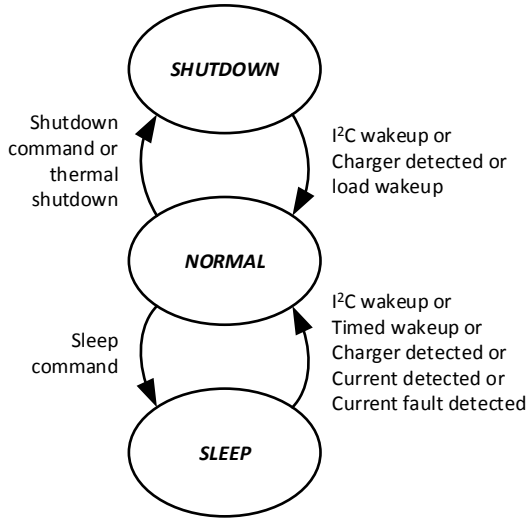 SHUTDOWN
Shutdown
command or
thermal
shutdown
I²C wakeup or
Charger detected or
load wakeup
NORMAL
Sleep
command
I²C wakeup or
Timed wakeup or
Charger detected or
Current detected or
Current fault detected
SLEEP